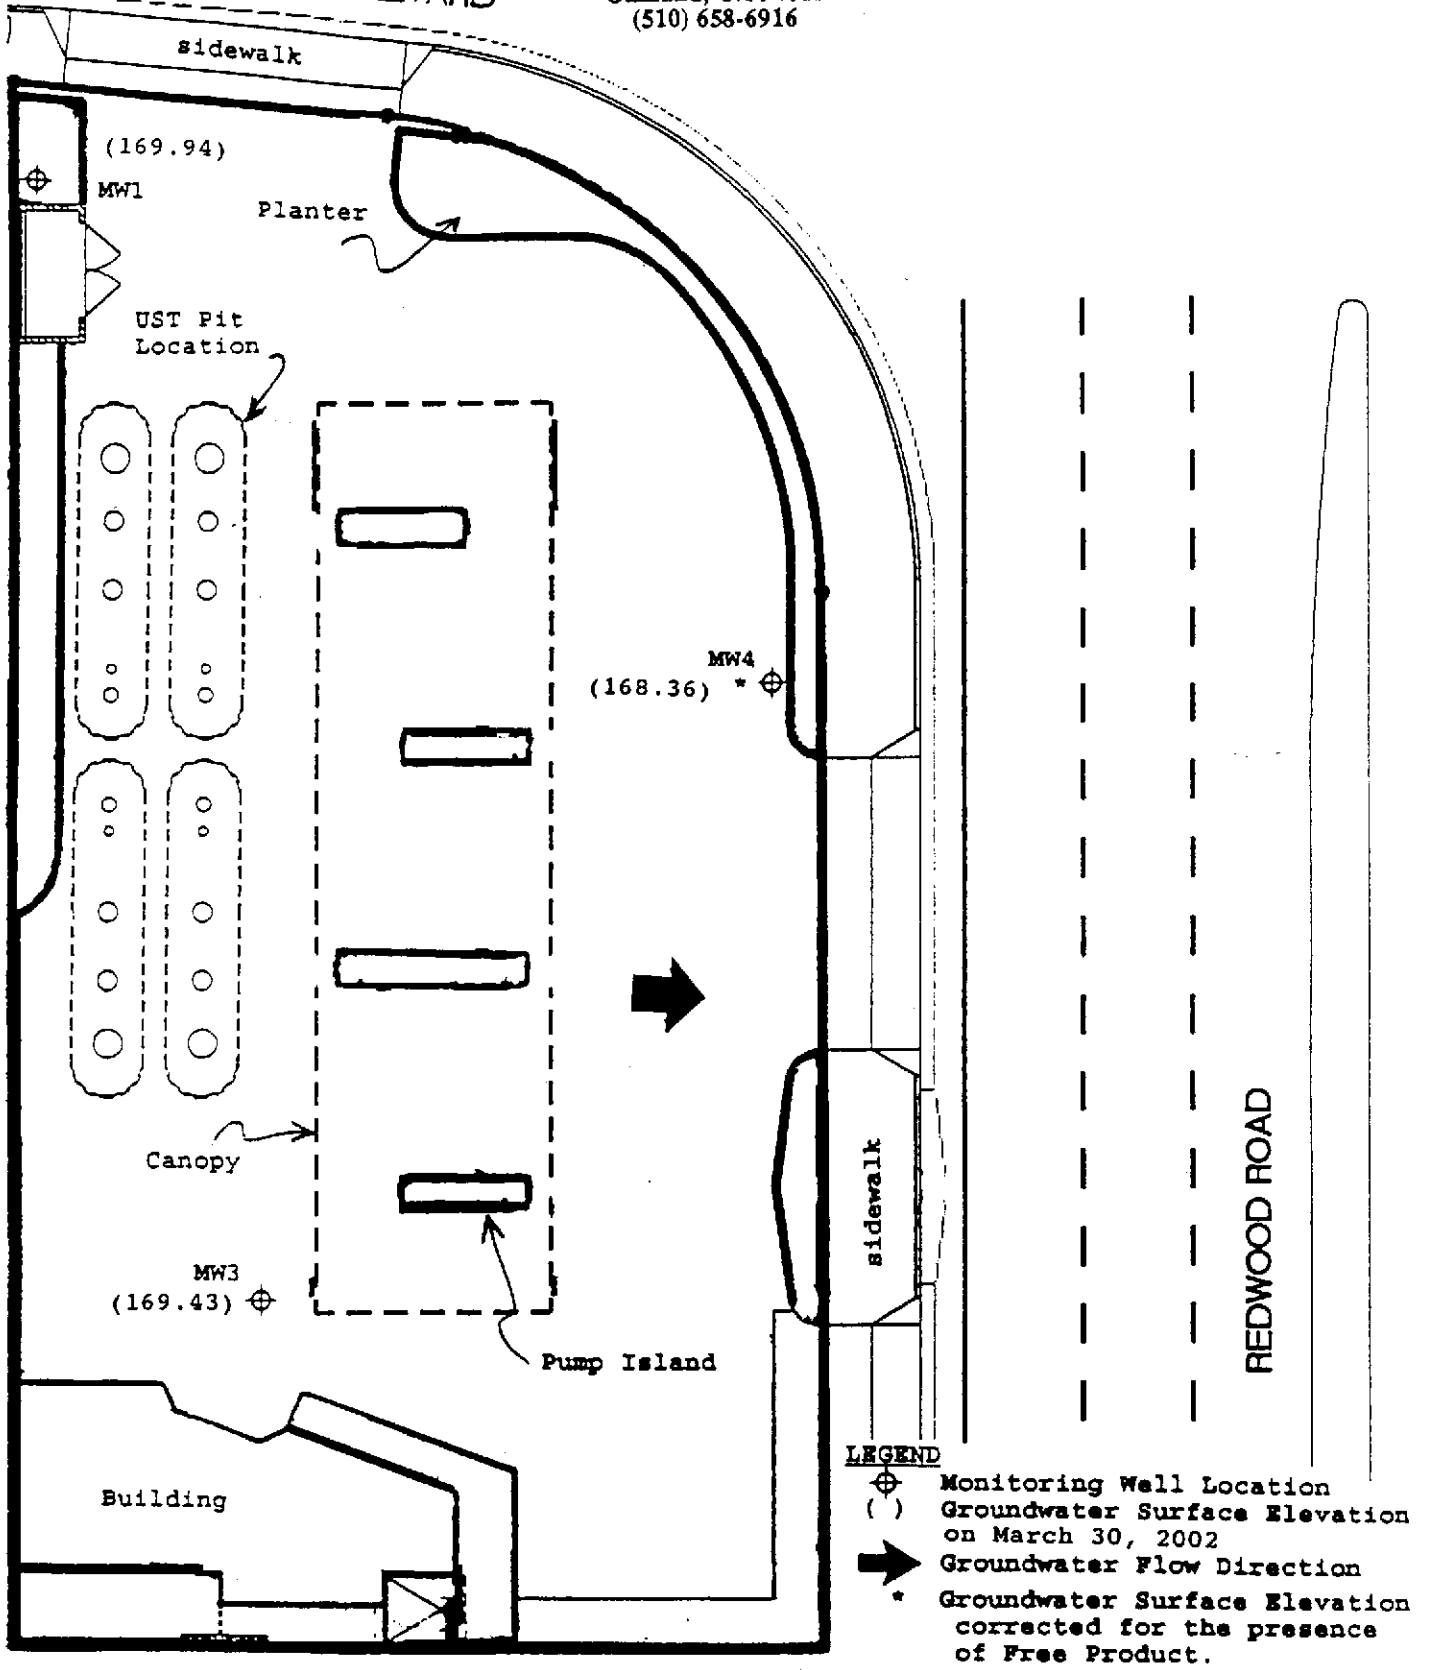 (510) 658-6916
sidewalk
(169.94)
MW1
Planter
UST Pit
Location
MW4
(168.36) *
Canopy
sidewalk
REDWOOD ROAD
MW3
(169.43)
Pump Island
Building
LEGEND
Monitoring Well Location
( ) Groundwater Surface Elevation
on March 30, 2002
Groundwater Flow Direction
* Groundwater Surface Elevation
corrected for the presence
of Free Product.